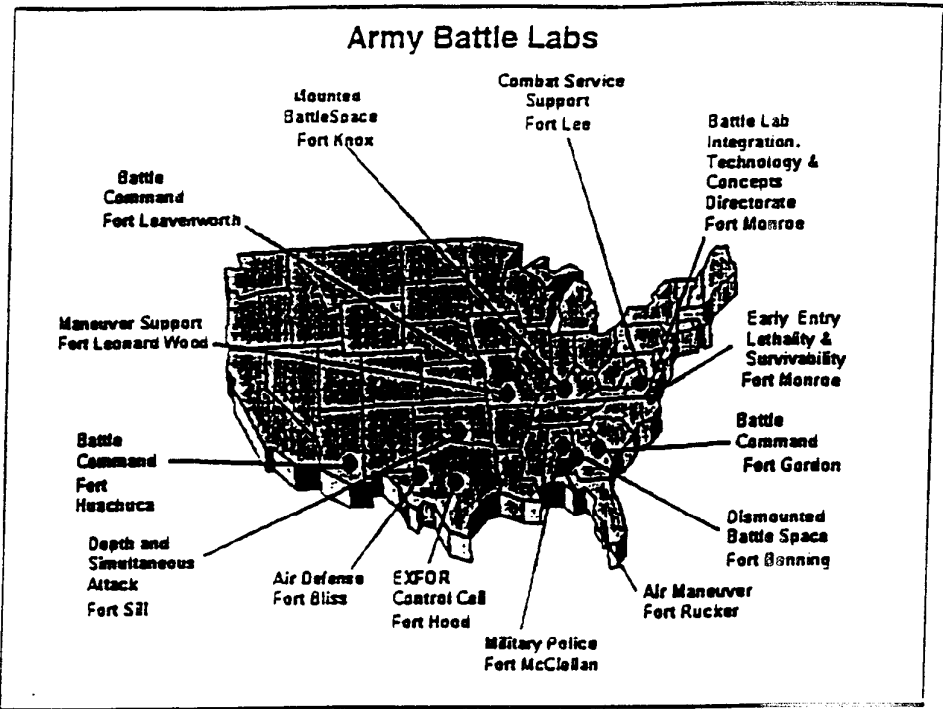 Army Battle Labs
Mounted
BattleSpace
Fort Knox
Combat Service
Support
Fort Lee
Battle Lab
Integration,
Technology &
Concepts
Directorate
Fort Monroe
Battle
Command
Fort Leavenworth
Maneuver Support
Fort Leonard Wood
Early Entry
Lethality &
Survivability
Fort Monroe
Battle
Command
Fort
Huachuca
Battle
Command
Fort Gordon
Depth and
Simultaneous
Attack
Fort Sill
Air Defense
Fort Bliss
EXFOR
Control Cell
Fort Hood
Military Police
Fort McClellan
Air Maneuver
Fort Rucker
Dismounted
Battle Space
Fort Benning